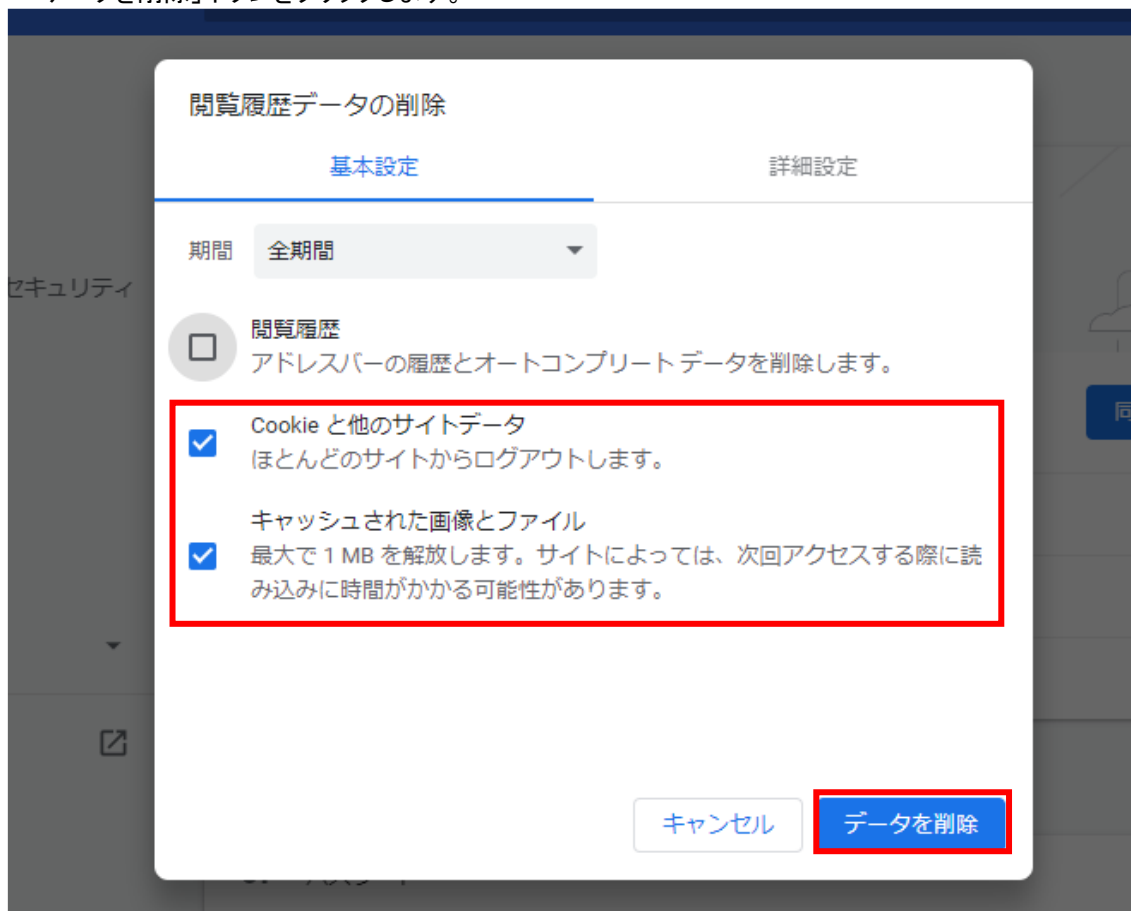 閲覧履歴データの削除
基本設定
詳細設定
期間
全期間
セキュリティ
閲覧履歴
アドレスバーの履歴とオートコンプリート データを削除します。
Cookie と他のサイトデータ
ほとんどのサイトからログアウトします。
キャッシュされた画像とファイル
最大で 1 MB を解放します。サイトによっては、次回アクセスする際に読
み込みに時間がかかる可能性があります。
キャンセル
データを削除